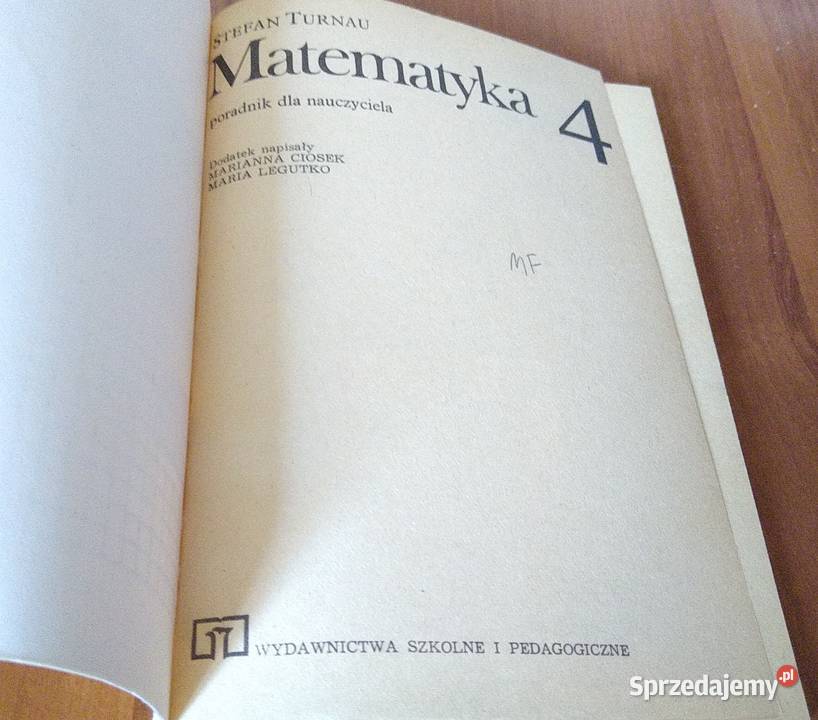 STEFAN TURNAU
Matematyka 4
poradnik dla nauczyciela
Dodatek napisały
MARIANNA CIOSEK
MARIA LEGUTKO
MF
WYDAWNICTWA SZKOLNE I PEDAGOGICZNE
Sprzedajemy.pl